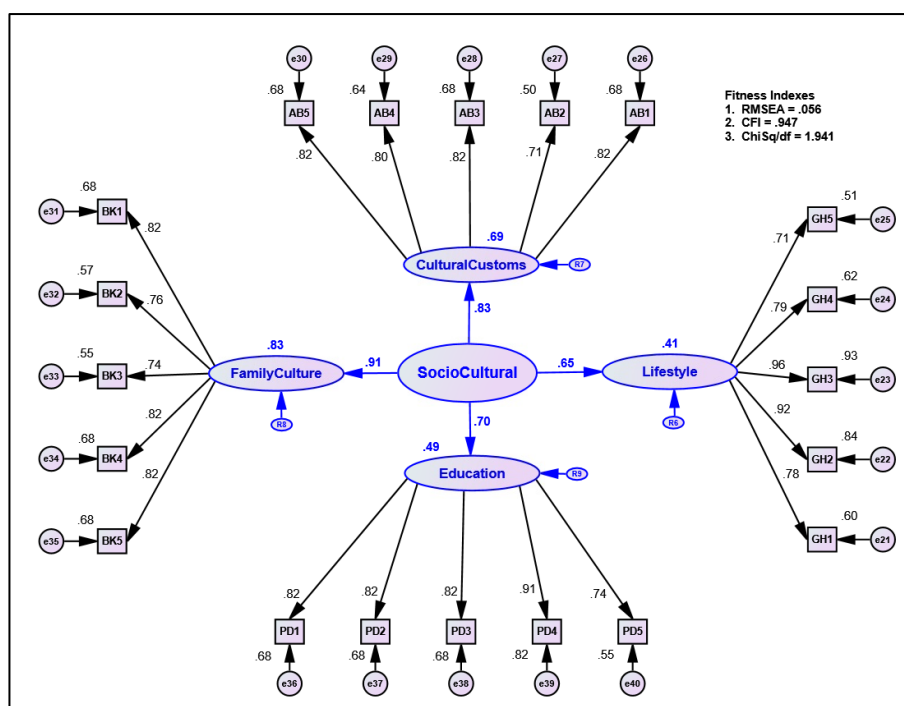 e30 e29 e28 e27 e26
.68 .64 .68 .50 .68
AB5 AB4 AB3 AB2 AB1
.82 .80 .82 .71 .82
Fitness Indexes
1. RMSEA = .056
2. CFI = .947
3. ChiSq/df = 1.941
.68
e31 BK1
.82
.57
e32 BK2
.76
.55
e33 BK3
.74
.68
e34 BK4
.82
.68
e35 BK5
.82
.69
CulturalCustoms R7
.83
.83
FamilyCulture
R8
.91
SocioCultural
.65
.41
Lifestyle
R6
.51
GH5 e25
.71
.62
GH4 e24
.79
.93
GH3 e23
.96
.84
GH2 e22
.92
.60
GH1 e21
.78
.70
.49
Education R9
.82 .82 .82 .91 .74
PD1 PD2 PD3 PD4 PD5
.68 .68 .68 .82 .55
e36 e37 e38 e39 e40